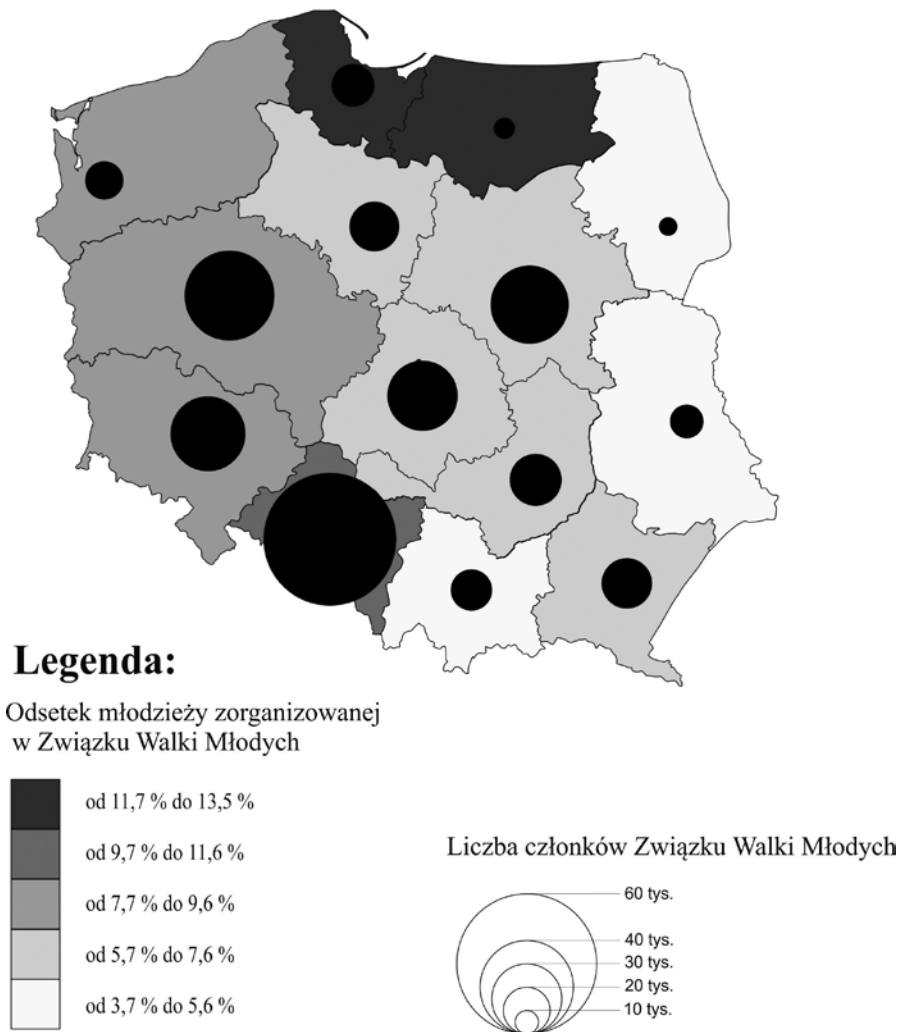 Legenda:
Odsetek młodzieży zorganizowanej
w Związku Walki Młodych
od 11,7 % do 13,5 %
od 9,7 % do 11,6 %
od 7,7 % do 9,6 %
od 5,7 % do 7,6 %
od 3,7 % do 5,6 %
Liczba członków Związku Walki Młodych
60 tys.
40 tys.
30 tys.
20 tys.
10 tys.